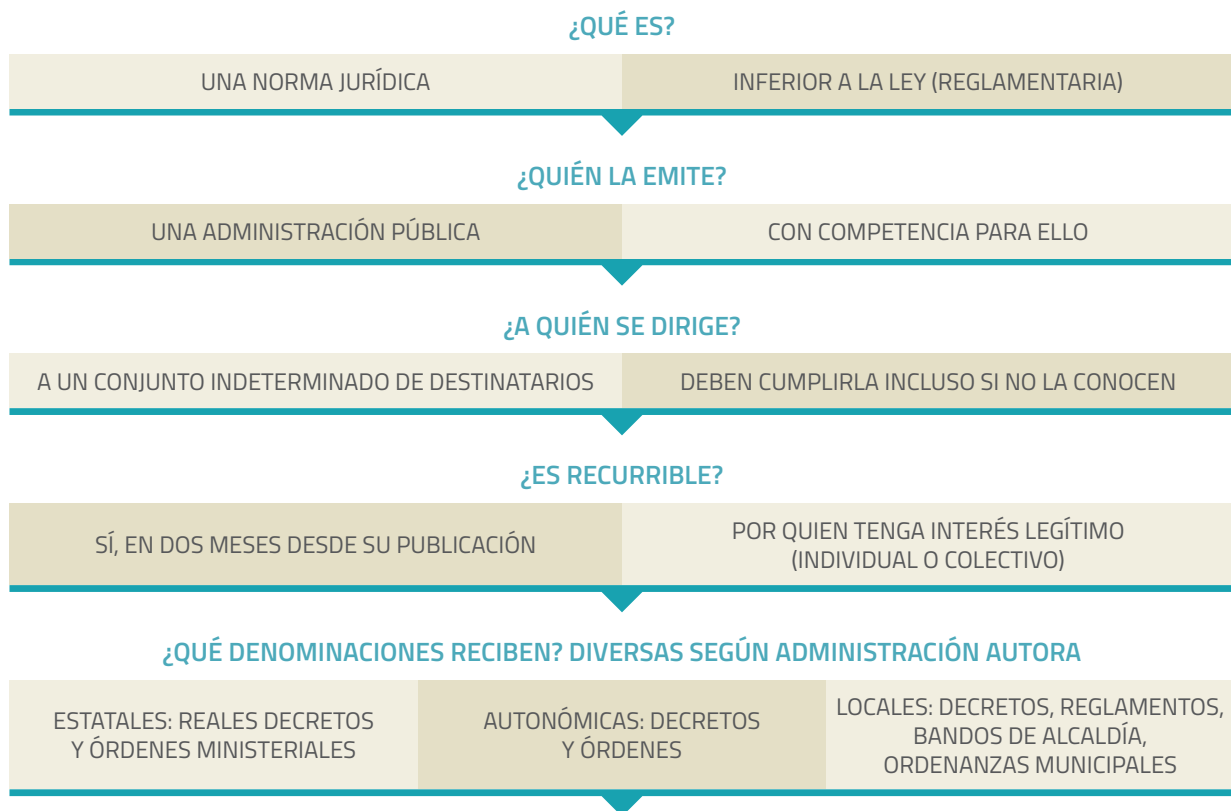 ¿QUÉ ES?
UNA NORMA JURÍDICA
INFERIOR A LA LEY (REGLAMENTARIA)
¿QUIÉN LA EMITE?
UNA ADMINISTRACIÓN PÚBLICA
CON COMPETENCIA PARA ELLO
¿A QUIÉN SE DIRIGE?
A UN CONJUNTO INDETERMINADO DE DESTINATARIOS
DEBEN CUMPLIRLA INCLUSO SI NO LA CONOCEN
¿ES RECURRIBLE?
SÍ, EN DOS MESES DESDE SU PUBLICACIÓN
POR QUIEN TENGA INTERÉS LEGÍTIMO
(INDIVIDUAL O COLECTIVO)
¿QUÉ DENOMINACIONES RECIBEN? DIVERSAS SEGÚN ADMINISTRACIÓN AUTORA
ESTATALES: REALES DECRETOS
Y ÓRDENES MINISTERIALES
AUTONÓMICAS: DECRETOS
Y ÓRDENES
LOCALES: DECRETOS, REGLAMENTOS,
BANDOS DE ALCALDÍA,
ORDENANZAS MUNICIPALES